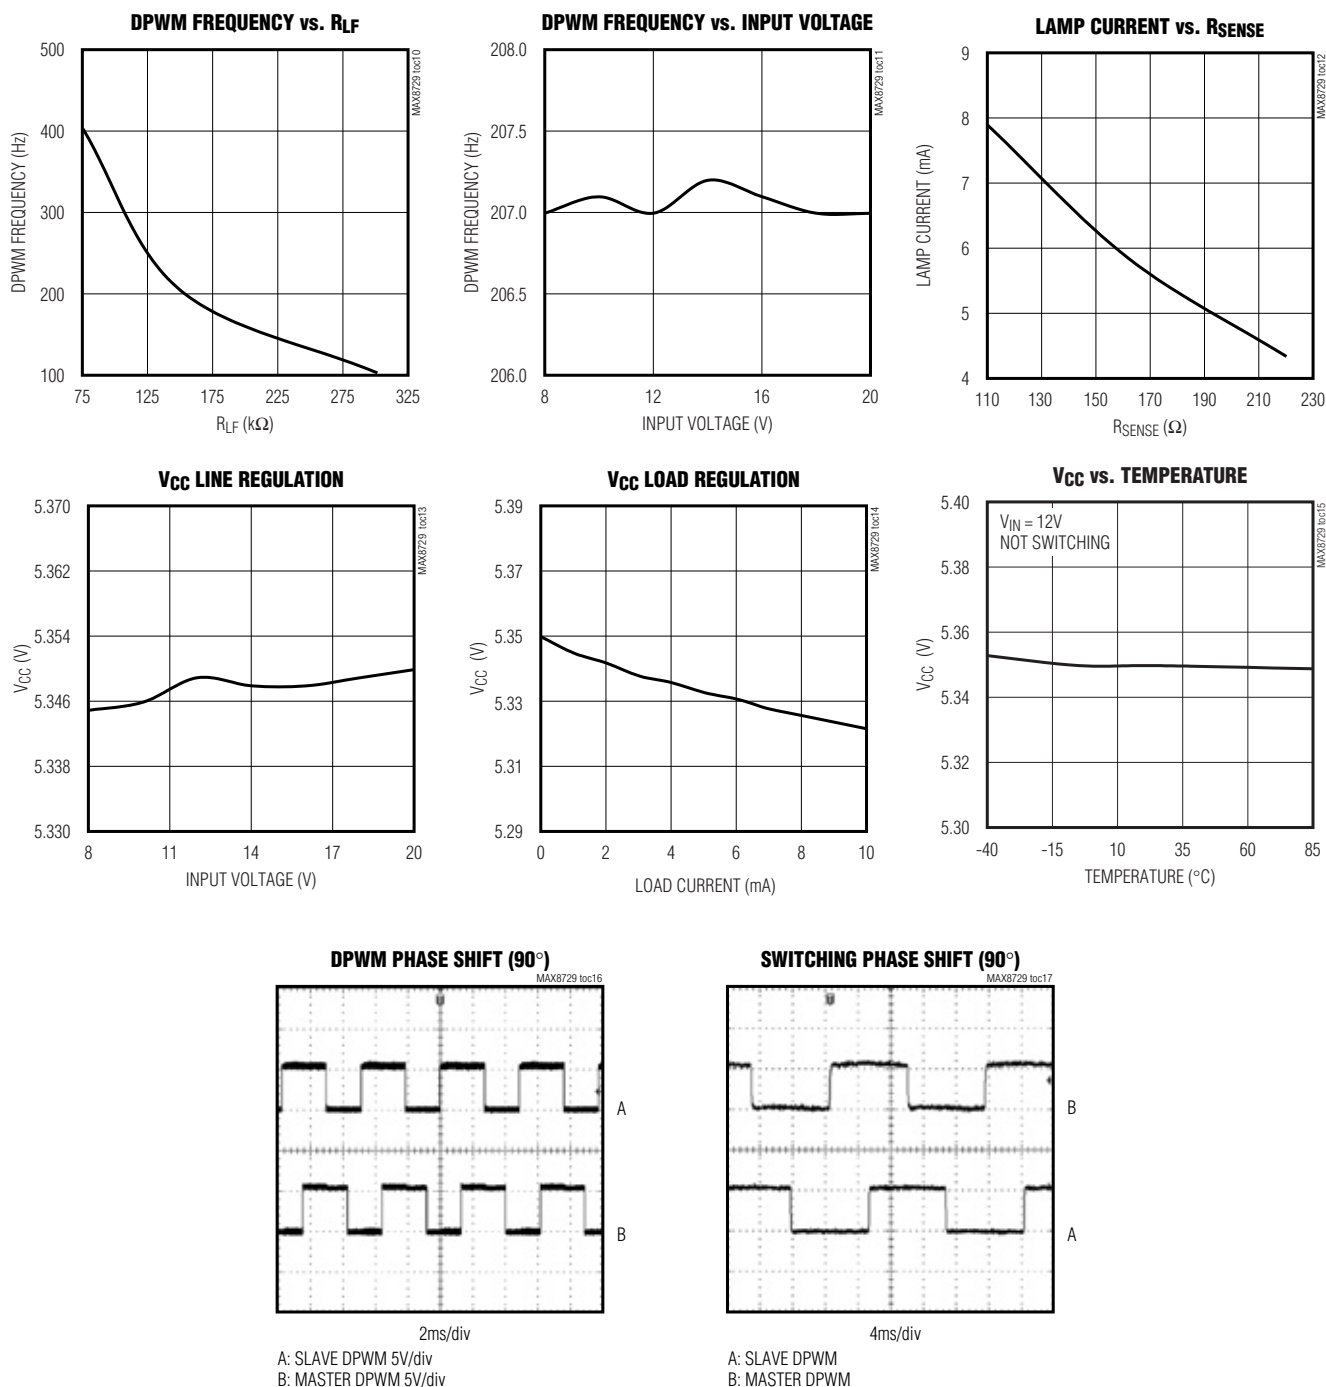 DPWM FREQUENCY vs. RLF
MAX8729 toc10
DPWM FREQUENCY (Hz)
500
400
300
200
100
75 125 175 225 275 325
RLF (kΩ)
DPWM FREQUENCY vs. INPUT VOLTAGE
MAX8729 toc11
DPWM FREQUENCY (Hz)
208.0
207.5
207.0
206.5
206.0
8 12 16 20
INPUT VOLTAGE (V)
LAMP CURRENT vs. RSENSE
MAX8729 toc12
LAMP CURRENT (mA)
9
8
7
6
5
4
110 130 150 170 190 210 230
RSENSE (Ω)
VCC LINE REGULATION
MAX8729 toc13
VCC (V)
5.370
5.362
5.354
5.346
5.338
5.330
8 11 14 17 20
INPUT VOLTAGE (V)
VCC LOAD REGULATION
MAX8729 toc14
VCC (V)
5.39
5.37
5.35
5.33
5.31
5.29
0 2 4 6 8 10
LOAD CURRENT (mA)
VCC vs. TEMPERATURE
MAX8729 toc15
VIN = 12V
NOT SWITCHING
VCC (V)
5.40
5.38
5.36
5.34
5.32
5.30
-40 -15 10 35 60 85
TEMPERATURE (°C)
DPWM PHASE SHIFT (90°)
MAX8729 toc16
A
B
2ms/div
A: SLAVE DPWM 5V/div
B: MASTER DPWM 5V/div
SWITCHING PHASE SHIFT (90°)
MAX8729 toc17
B
A
4ms/div
A: SLAVE DPWM
B: MASTER DPWM